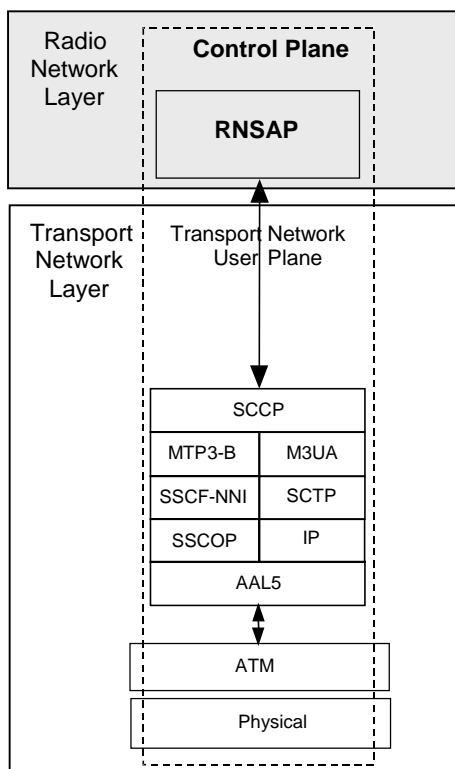 Radio
Network
Layer
Control Plane
RNSAP
Transport
Network
Layer
Transport Network
User Plane
SCCP
MTP3-B
M3UA
SSCF-NNI
SCTP
SSCOP
IP
AAL5
ATM
Physical